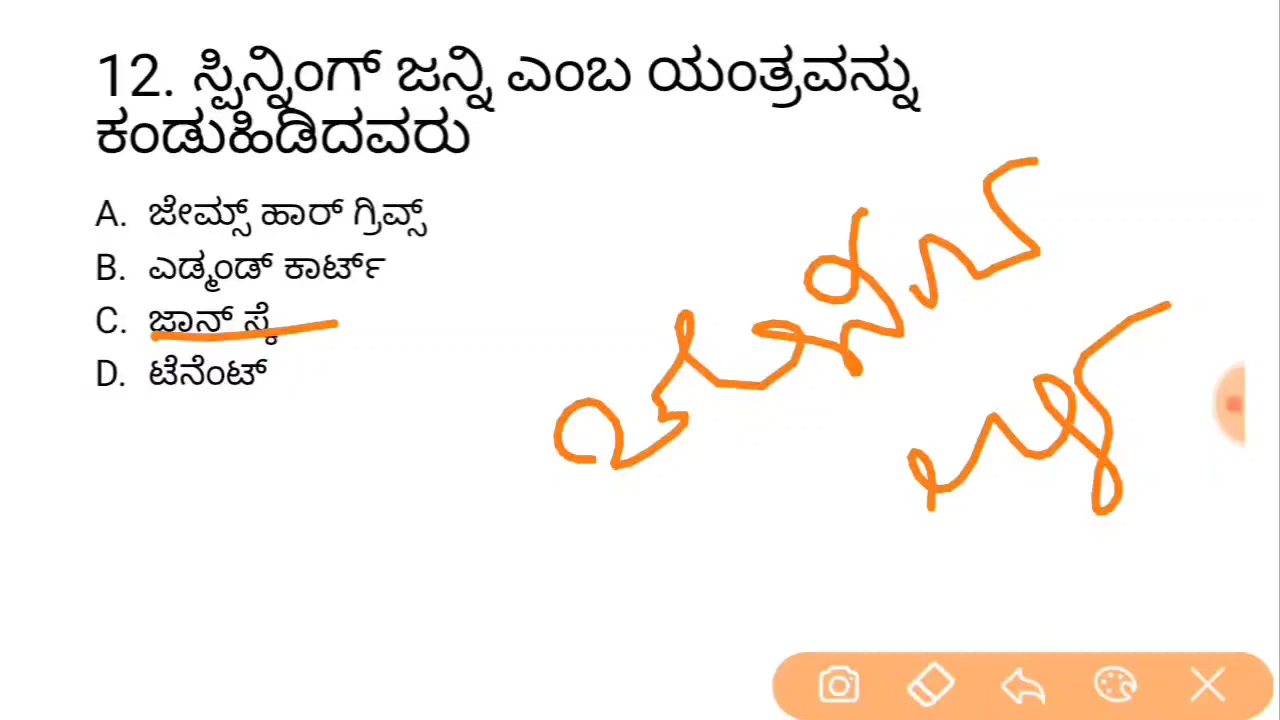 12. ಸ್ಪಿನ್ನಿಂಗ್ ಜನ್ನಿ ಎಂಬ ಯಂತ್ರವನ್ನು
ಕಂಡುಹಿಡಿದವರು
A. ಜೇಮ್ಸ್ ಹಾರ್ ಗ್ರಿವ್ಸ್
B. ಎಡ್ಮಂಡ್ ಕಾರ್ಟ್
C. ಜಾನ್ ಸ್ಕೆ
D. ಟೆನೆಂಟ್